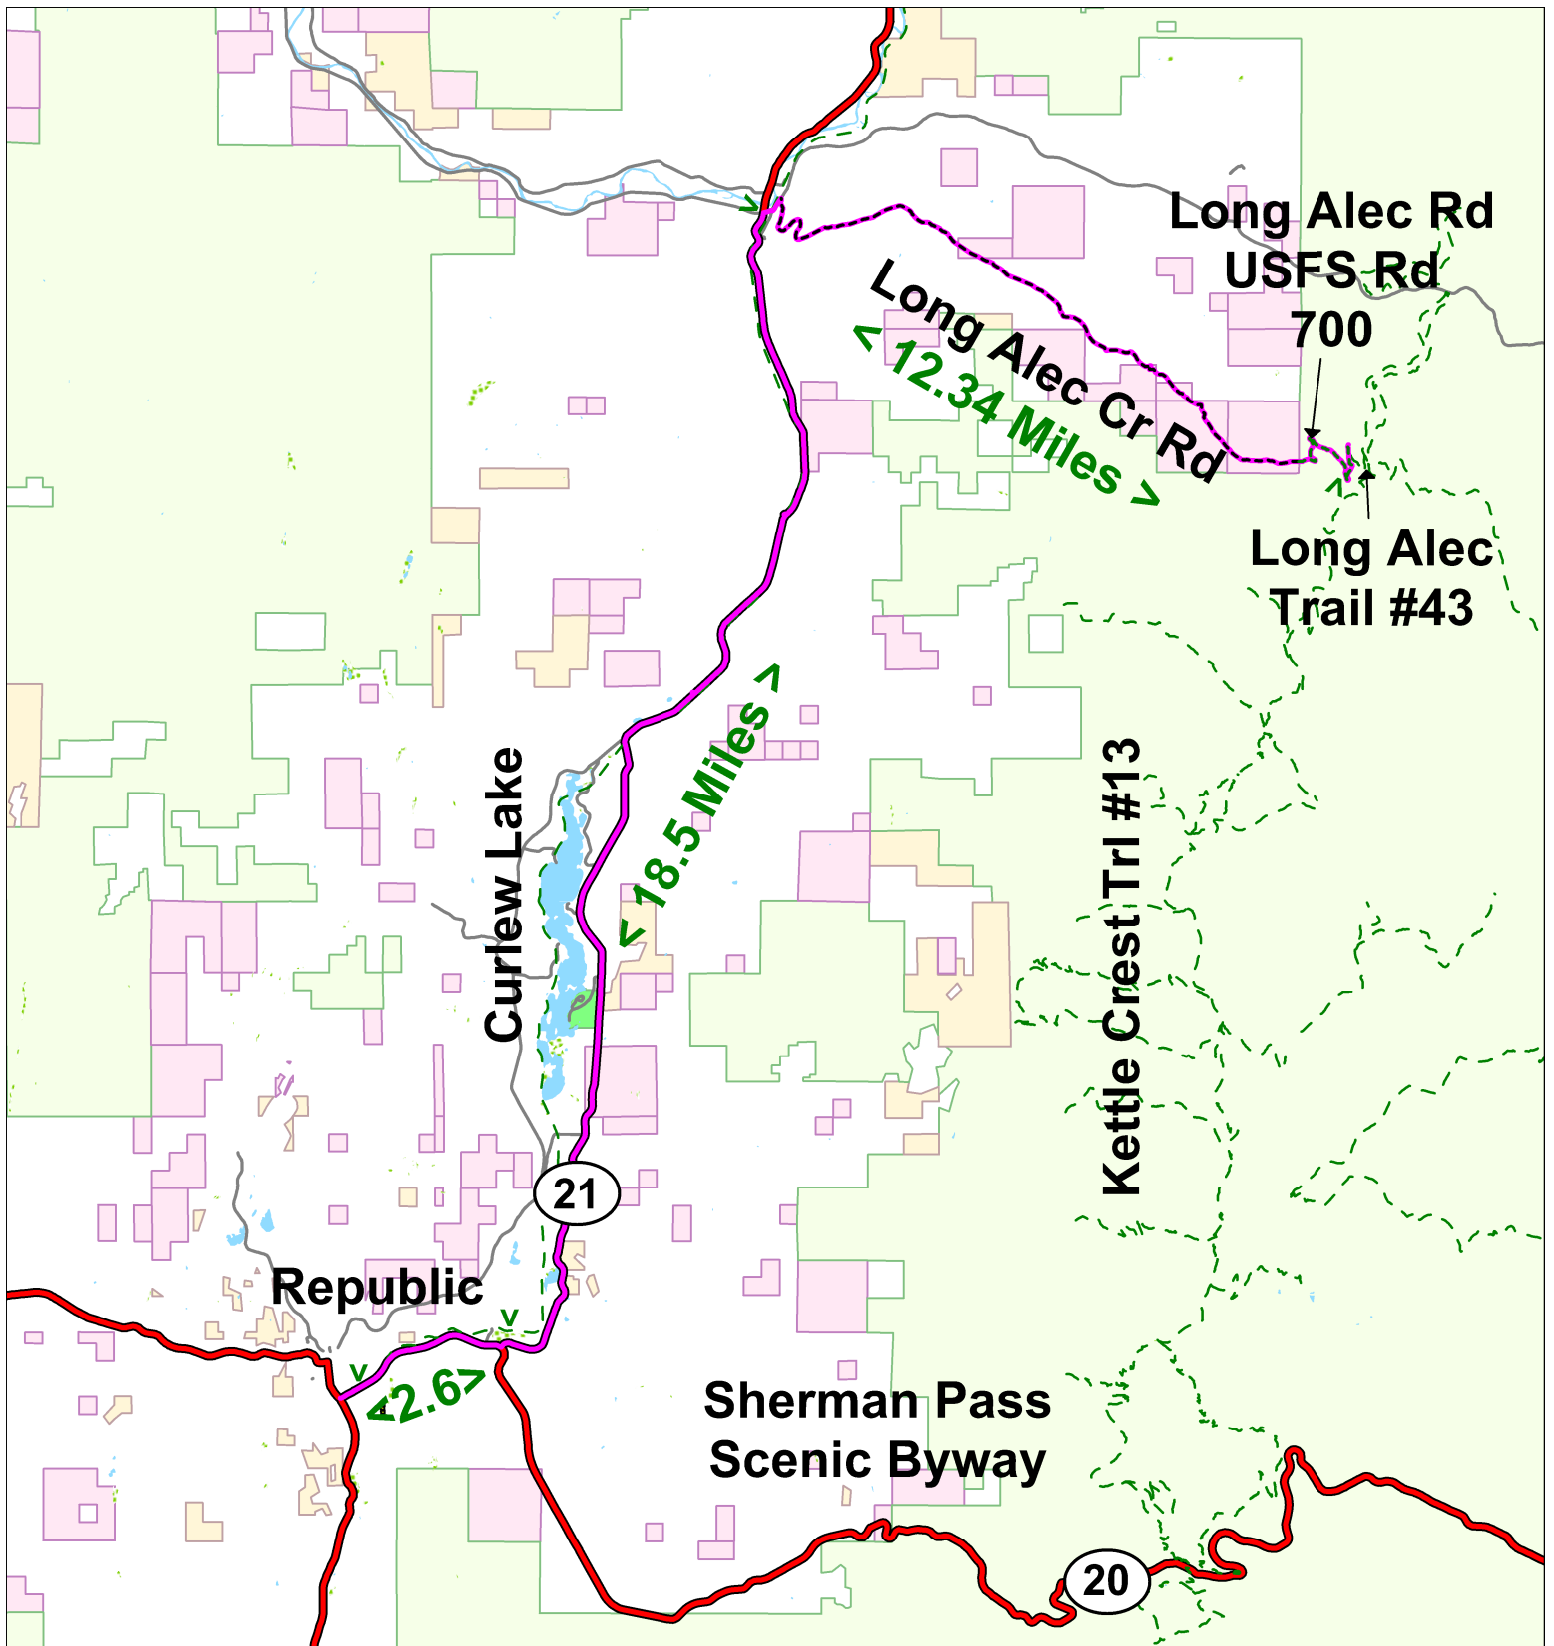 Long Alec Rd
USFS Rd
700
Long Alec Cr Rd
< 12.34 Miles >
Long Alec
Trail #43
< 18.5 Miles >
Curlew Lake
Kettle Crest Trl #13
21
Republic
<2.6>
Sherman Pass
Scenic Byway
20